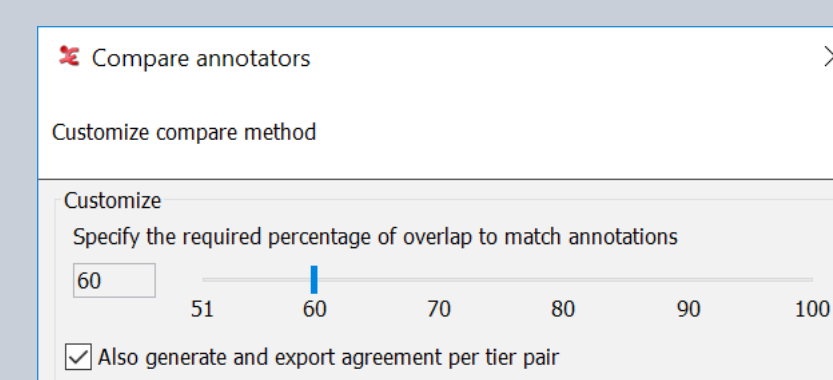 Compare annotators
Customize compare method
Customize
Specify the required percentage of overlap to match annotations
60
51 60 70 80 90 100
Also generate and export agreement per tier pair